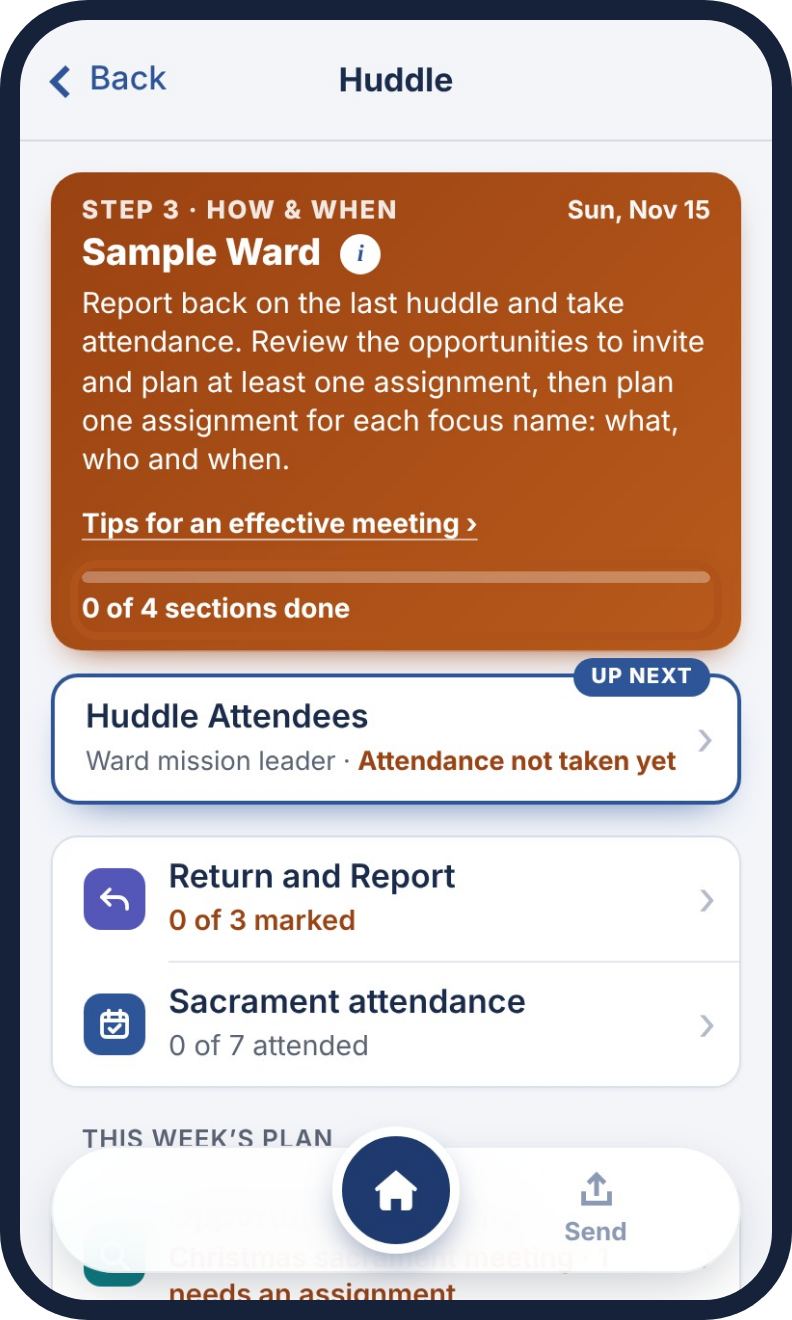 Back
Huddle
STEP 3 · HOW & WHEN
Sun, Nov 15
Sample Ward i
Report back on the last huddle and take
attendance. Review the opportunities to invite
and plan at least one assignment, then plan
one assignment for each focus name: what,
who and when.
Tips for an effective meeting ›
0 of 4 sections done
UP NEXT
Huddle Attendees
Ward mission leader · Attendance not taken yet
Return and Report
0 of 3 marked
Sacrament attendance
0 of 7 attended
THIS WEEK’S PLAN
Send
Christmas sacrament meeting · 1
needs an assignment